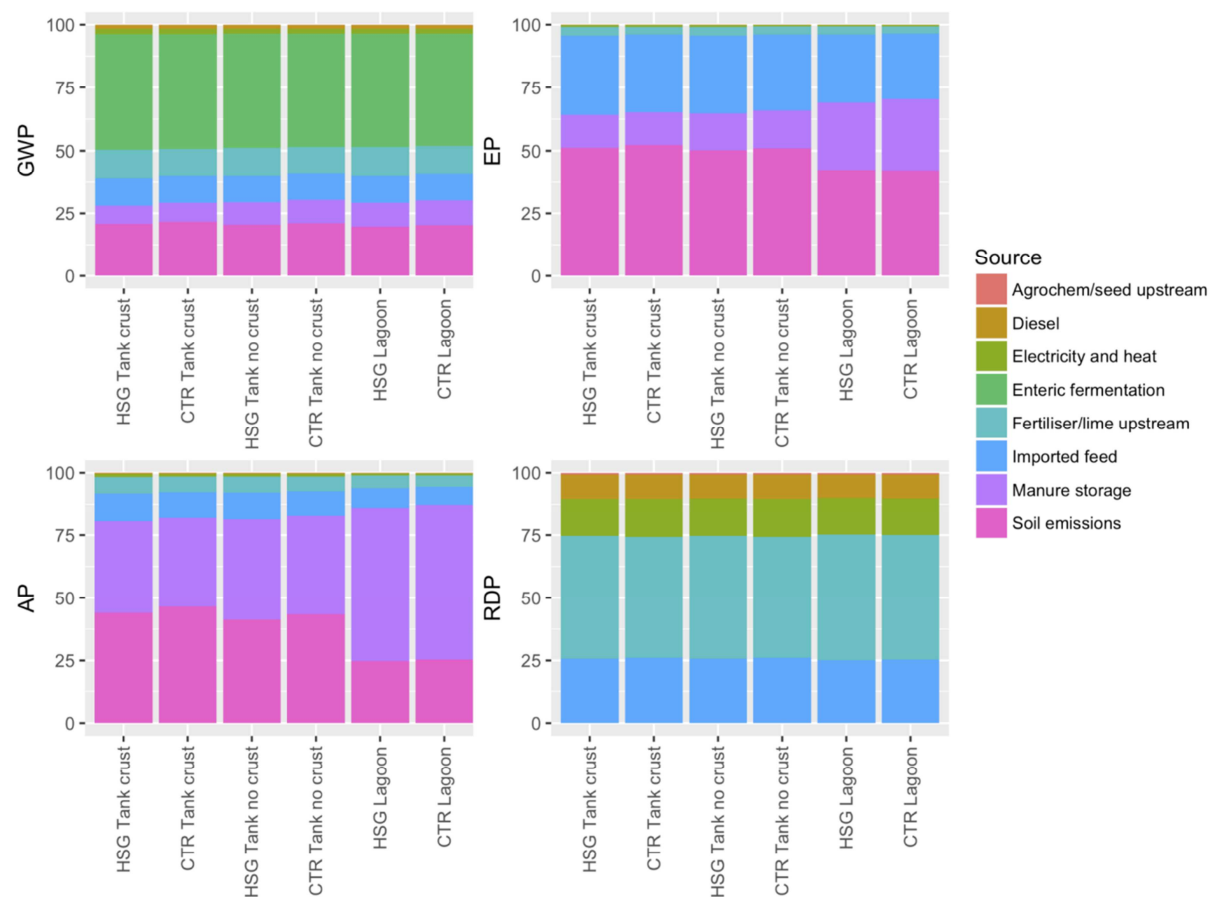 GWP
100
75
50
25
0
HSG Tank crust
CTR Tank crust
HSG Tank no crust
CTR Tank no crust
HSG Lagoon
CTR Lagoon
EP
100
75
50
25
0
HSG Tank crust
CTR Tank crust
HSG Tank no crust
CTR Tank no crust
HSG Lagoon
CTR Lagoon
AP
100
75
50
25
0
HSG Tank crust
CTR Tank crust
HSG Tank no crust
CTR Tank no crust
HSG Lagoon
CTR Lagoon
RDP
100
75
50
25
0
HSG Tank crust
CTR Tank crust
HSG Tank no crust
CTR Tank no crust
HSG Lagoon
CTR Lagoon
Source
Agrochem/seed upstream
Diesel
Electricity and heat
Enteric fermentation
Fertiliser/lime upstream
Imported feed
Manure storage
Soil emissions